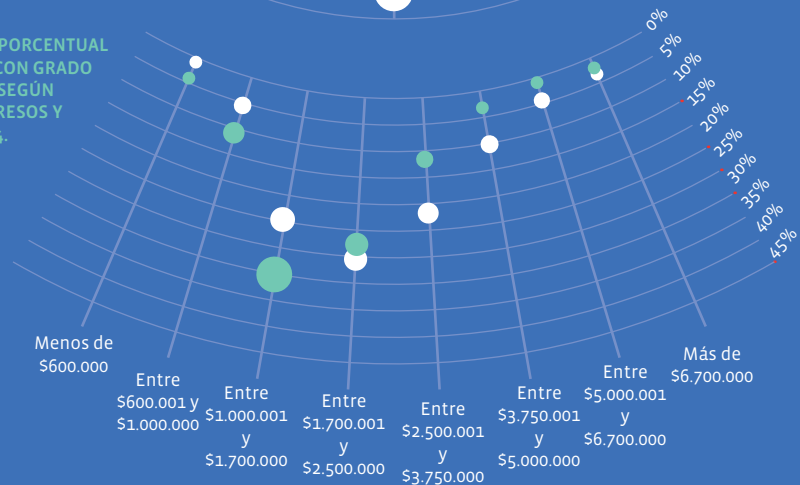 PORCENTUAL
CON GRADO
SEGÚN
RESOS Y
0%
5%
10%
15%
20%
25%
30%
35%
40%
45%
Menos de
$600.000
Entre
$600.001 y
$1.000.000
Entre
$1.000.001
y
$1.700.000
Entre
$1.700.001
y
$2.500.000
Entre
$2.500.001
y
$3.750.000
Entre
$3.750.001
y
$5.000.000
Entre
$5.000.001
y
$6.700.000
Más de
$6.700.000